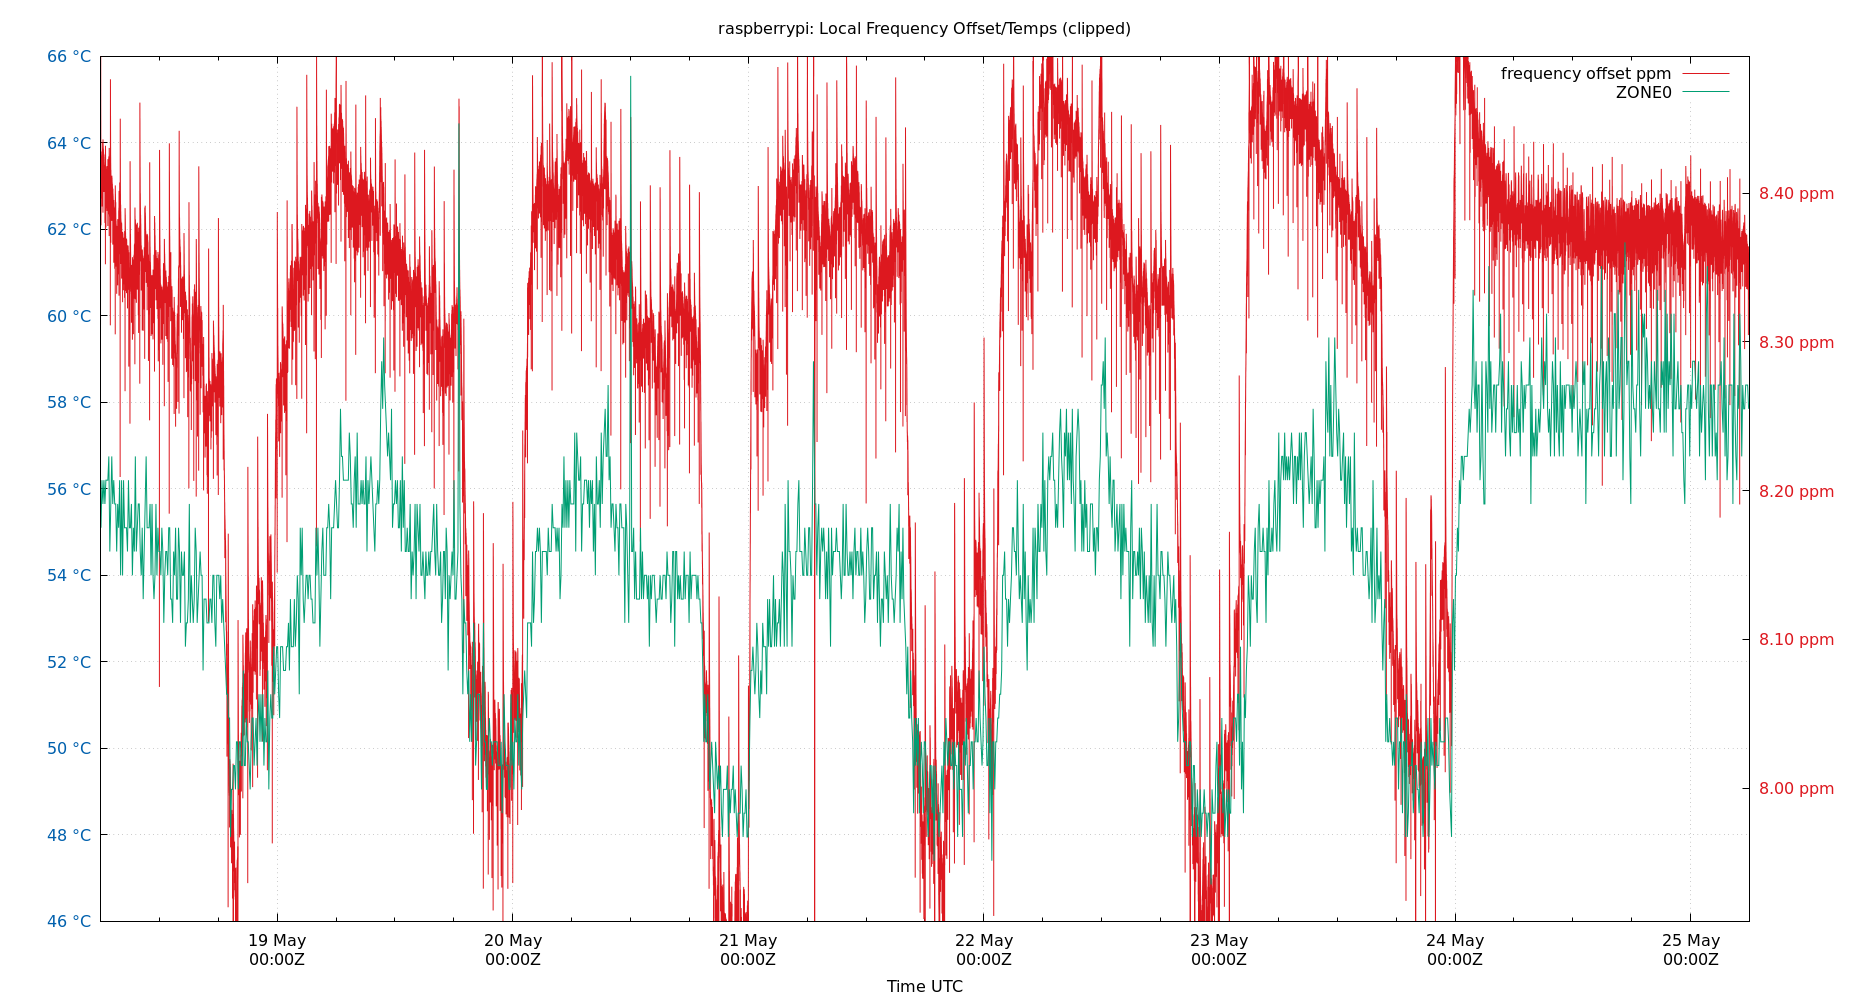 raspberrypi: Local Frequency Offset/Temps (clipped)
66 °C
64 °C
62 °C
60 °C
58 °C
56 °C
54 °C
52 °C
50 °C
48 °C
46 °C
frequency offset ppm
ZONE0
8.40 ppm
8.30 ppm
8.20 ppm
8.10 ppm
8.00 ppm
19 May 20 May 21 May 22 May 23 May 24 May 25 May
00:00Z 00:00Z 00:00Z 00:00Z 00:00Z 00:00Z 00:00Z
Time UTC